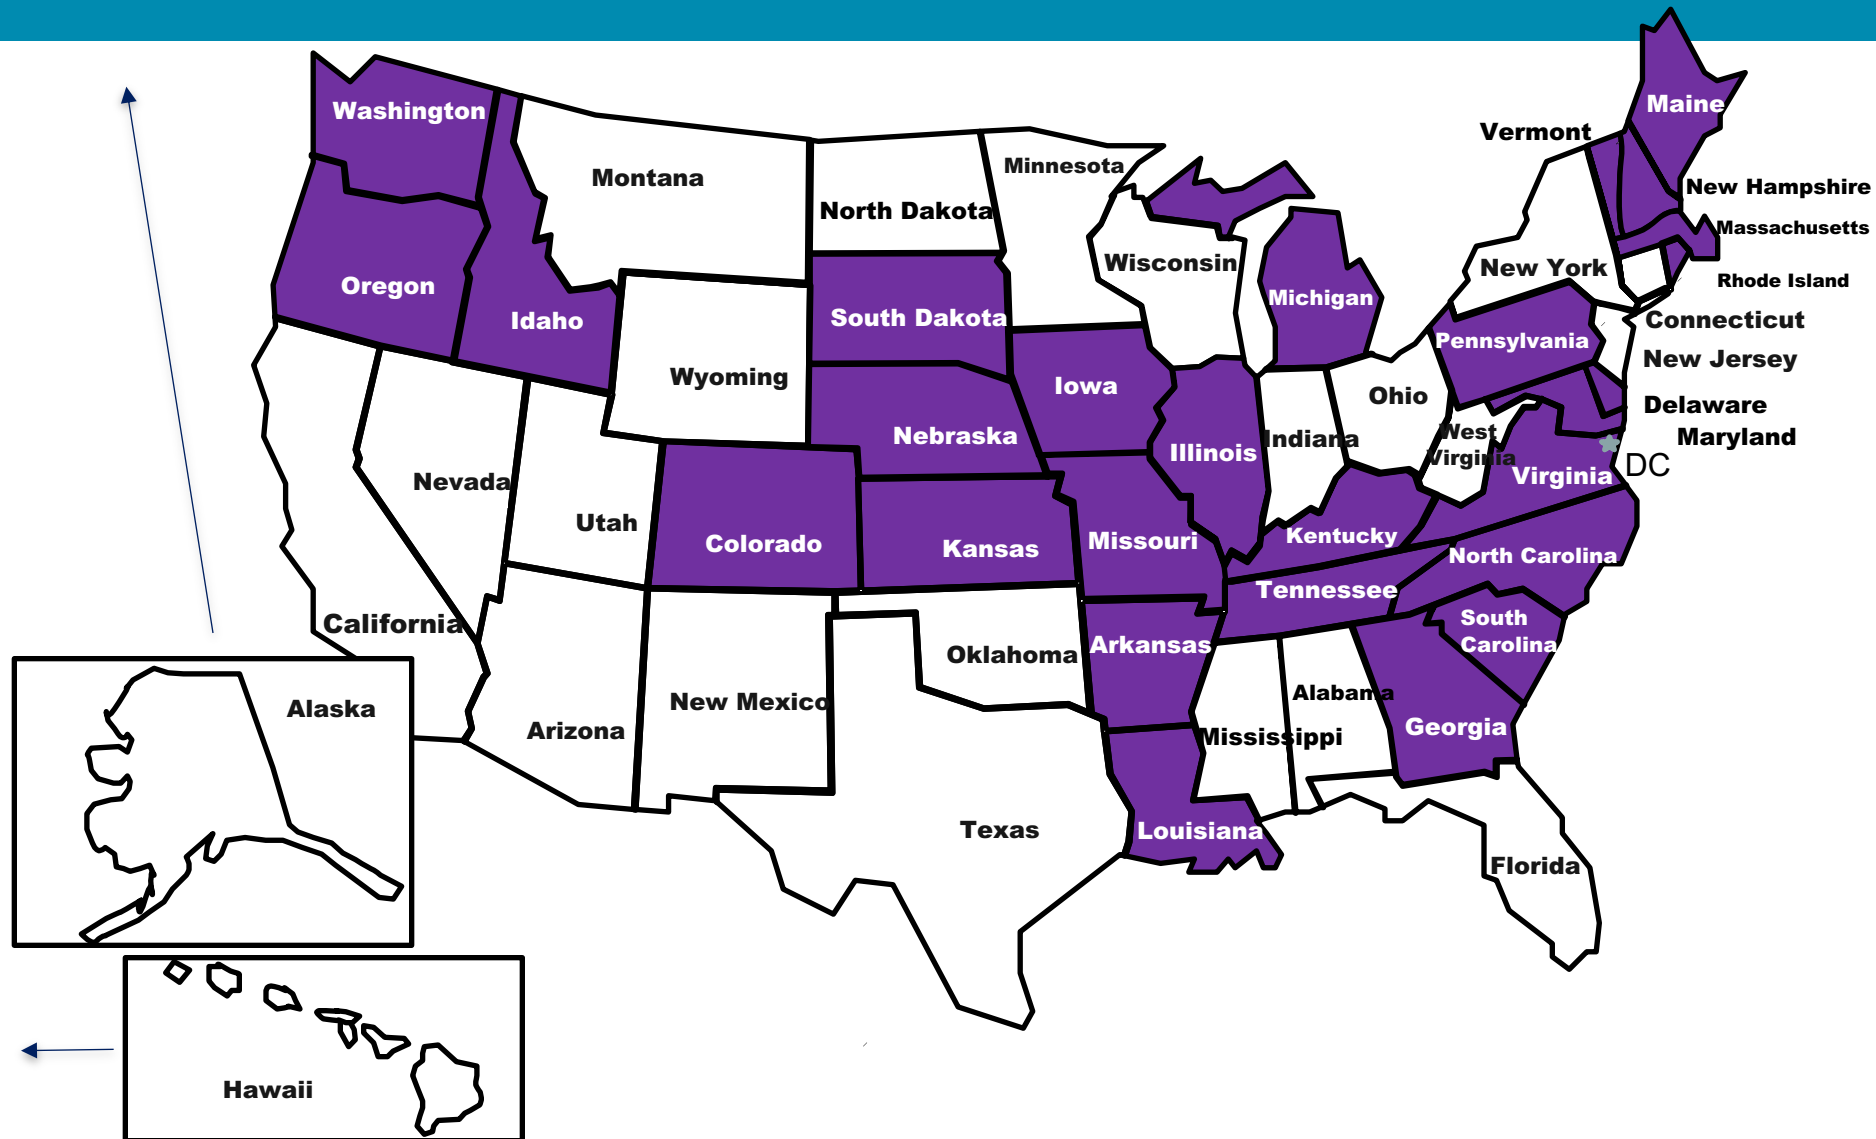 Maine
Washington
Vermont
Minnesota
Montana
New Hampshire
North Dakota
Massachusetts
Wisconsin
New York
Rhode Island
Oregon
Michigan
Idaho
South Dakota
Connecticut
Pennsylvania
New Jersey
Wyoming
Iowa
Ohio
Delaware
Nebraska
Indiana
West
Virginia
Maryland
Illinois
DC
Nevada
Virginia
Utah
Colorado
Kansas
Missouri
Kentucky
North Carolina
Tennessee
South
Carolina
California
Oklahoma
Arkansas
Alaska
New Mexico
Alabama
Arizona
Mississippi
Georgia
Texas
Louisiana
Florida
Hawaii